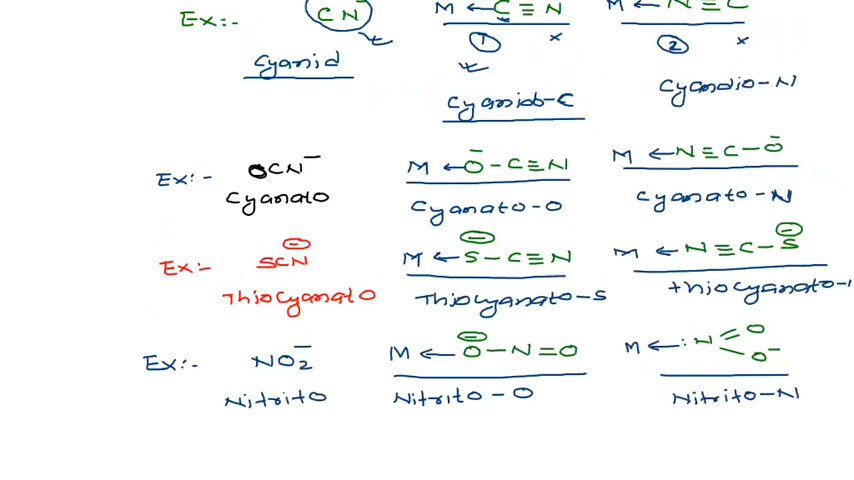 Ex:- CN⁻ M ←C≡N M ←N≡C
① × ② ×
Cyanid
Cyanido-C Cyandio-N
Ex:- OCN⁻ M ←O⁻-C≡N M ←N≡C-O⁻
Cyanato Cyanato-O Cyanato-N
Ex:- SCN⊖ M ←S⊖-C≡N M ←N≡C-S⊖
Thiocyanato Thiocyanato-S thiocyanato-
Ex:- NO₂⁻ M ←O⊖-N=O M ←:N=O
O⁻
Nitrito Nitrito-O Nitrito-N